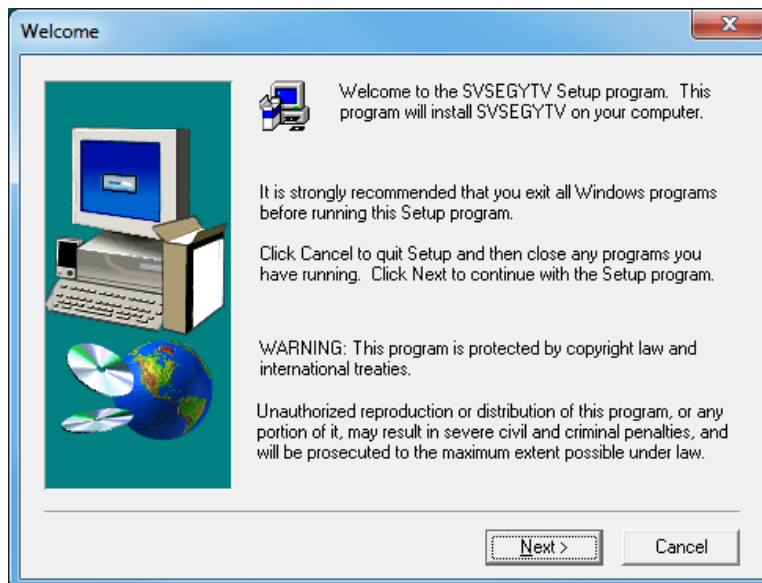 Welcome
Welcome to the SVSEGYTV Setup program. This
program will install SVSEGYTV on your computer.
It is strongly recommended that you exit all Windows programs
before running this Setup program.
Click Cancel to quit Setup and then close any programs you
have running. Click Next to continue with the Setup program.
WARNING: This program is protected by copyright law and
international treaties.
Unauthorized reproduction or distribution of this program, or any
portion of it, may result in severe civil and criminal penalties, and
will be prosecuted to the maximum extent possible under law.
Next > Cancel